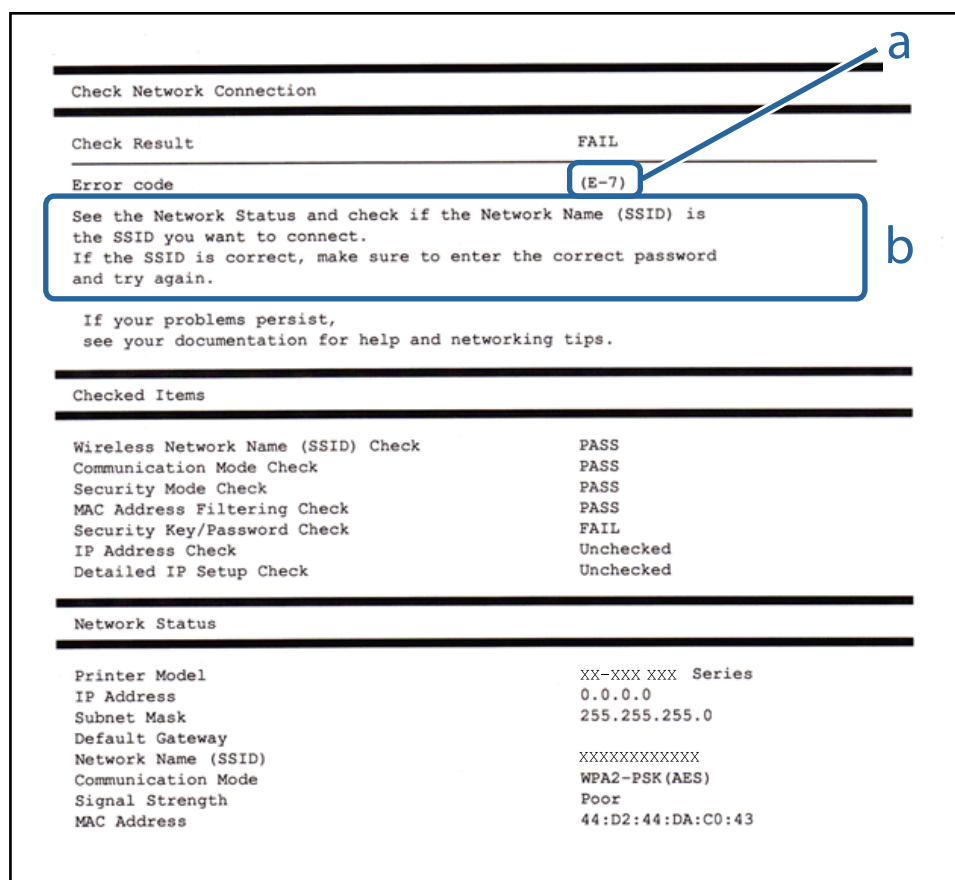 a
Check Network Connection
Check Result FAIL
Error code (E-7)
See the Network Status and check if the Network Name (SSID) is
the SSID you want to connect.
If the SSID is correct, make sure to enter the correct password
and try again.
b
If your problems persist,
see your documentation for help and networking tips.
Checked Items
Wireless Network Name (SSID) Check PASS
Communication Mode Check PASS
Security Mode Check PASS
MAC Address Filtering Check PASS
Security Key/Password Check FAIL
IP Address Check Unchecked
Detailed IP Setup Check Unchecked
Network Status
Printer Model XX-XXX XXX Series
IP Address 0.0.0.0
Subnet Mask 255.255.255.0
Default Gateway
Network Name (SSID) XXXXXXXXXXXX
Communication Mode WPA2-PSK(AES)
Signal Strength Poor
MAC Address 44:D2:44:DA:C0:43